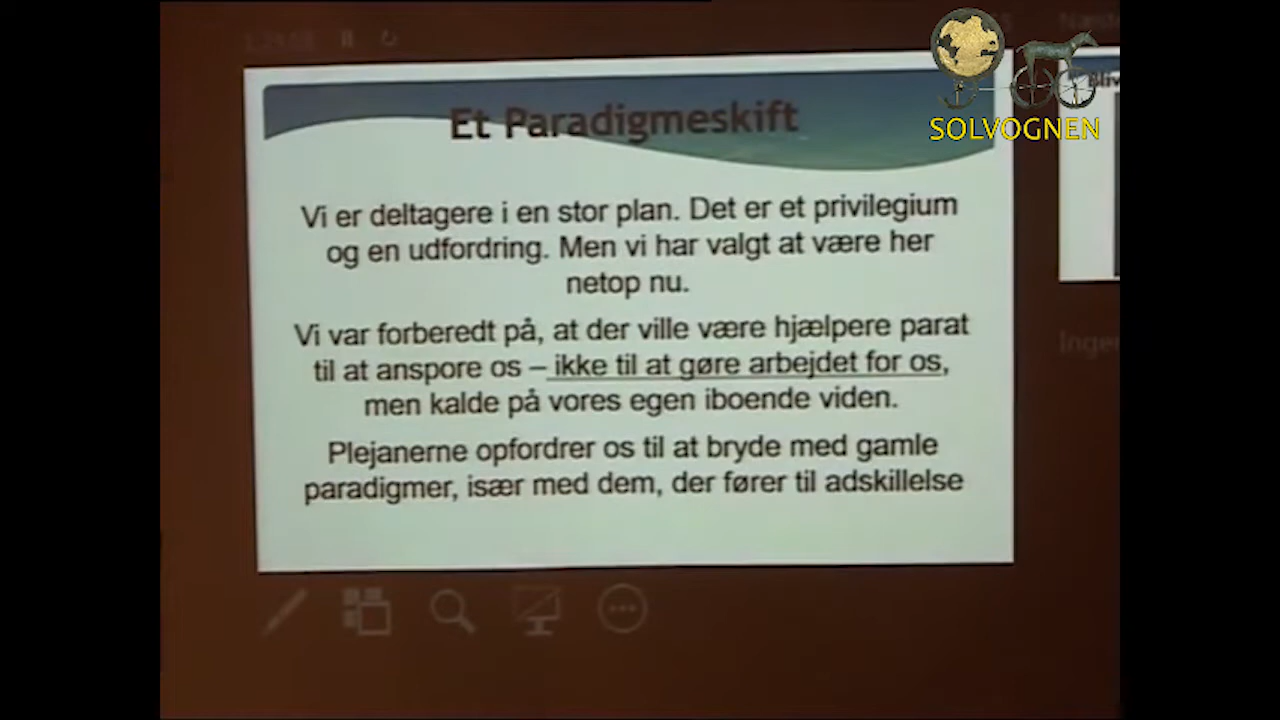 SOLVOGNEN
Et Paradigmeskift
Vi er deltagere i en stor plan. Det er et privilegium
og en udfordring. Men vi har valgt at være her
netop nu.
Vi var forberedt på, at der ville være hjælpere parat
til at anspore os – ikke til at gøre arbejdet for os,
men kalde på vores egen iboende viden.
Plejanerne opfordrer os til at bryde med gamle
paradigmer, især med dem, der fører til adskillelse